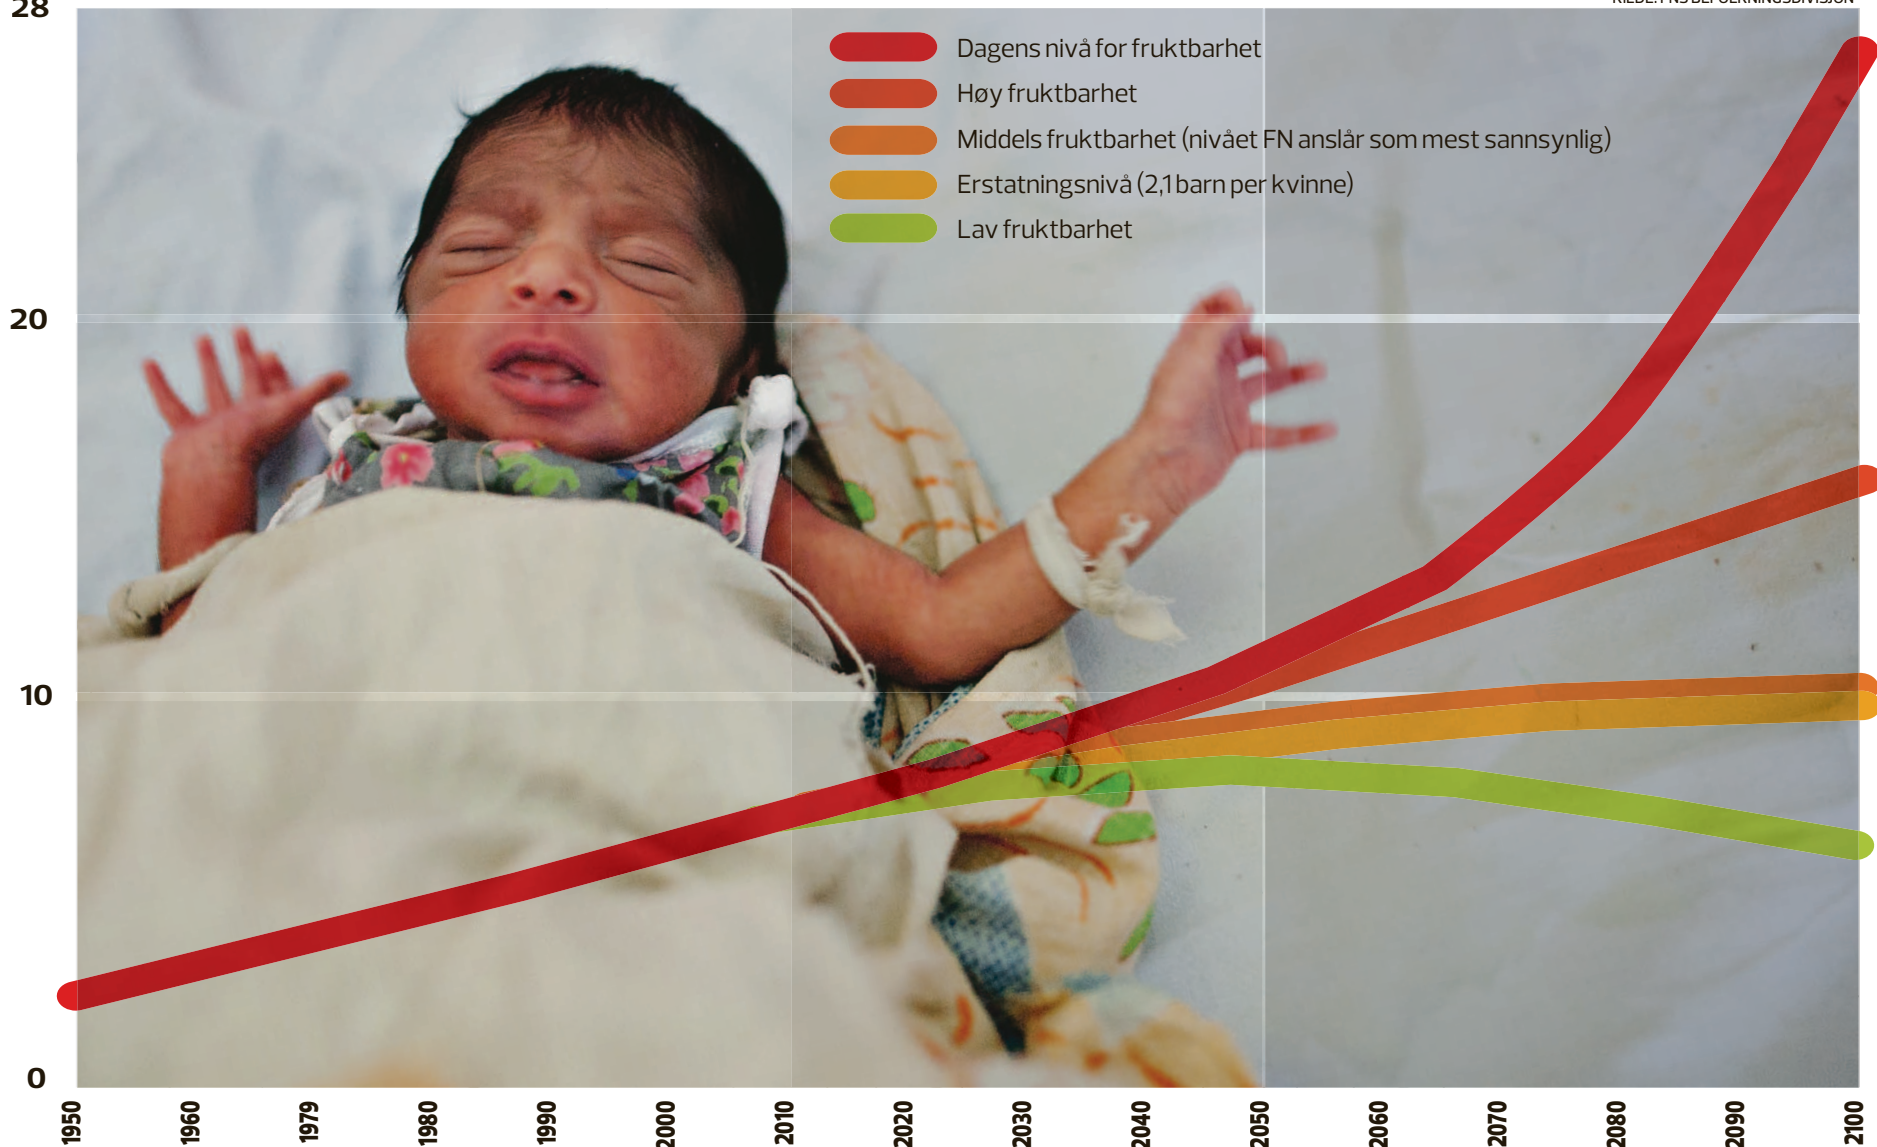 28
Dagens nivå for fruktbarhet
Høy fruktbarhet
Middels fruktbarhet (nivået FN anslår som mest sannsynlig)
Erstatningsnivå (2,1 barn per kvinne)
Lav fruktbarhet
20
10
0
1950 1960 1979 1980 1990 2000 2010 2020 2030 2040 2050 2060 2070 2080 2090 2100